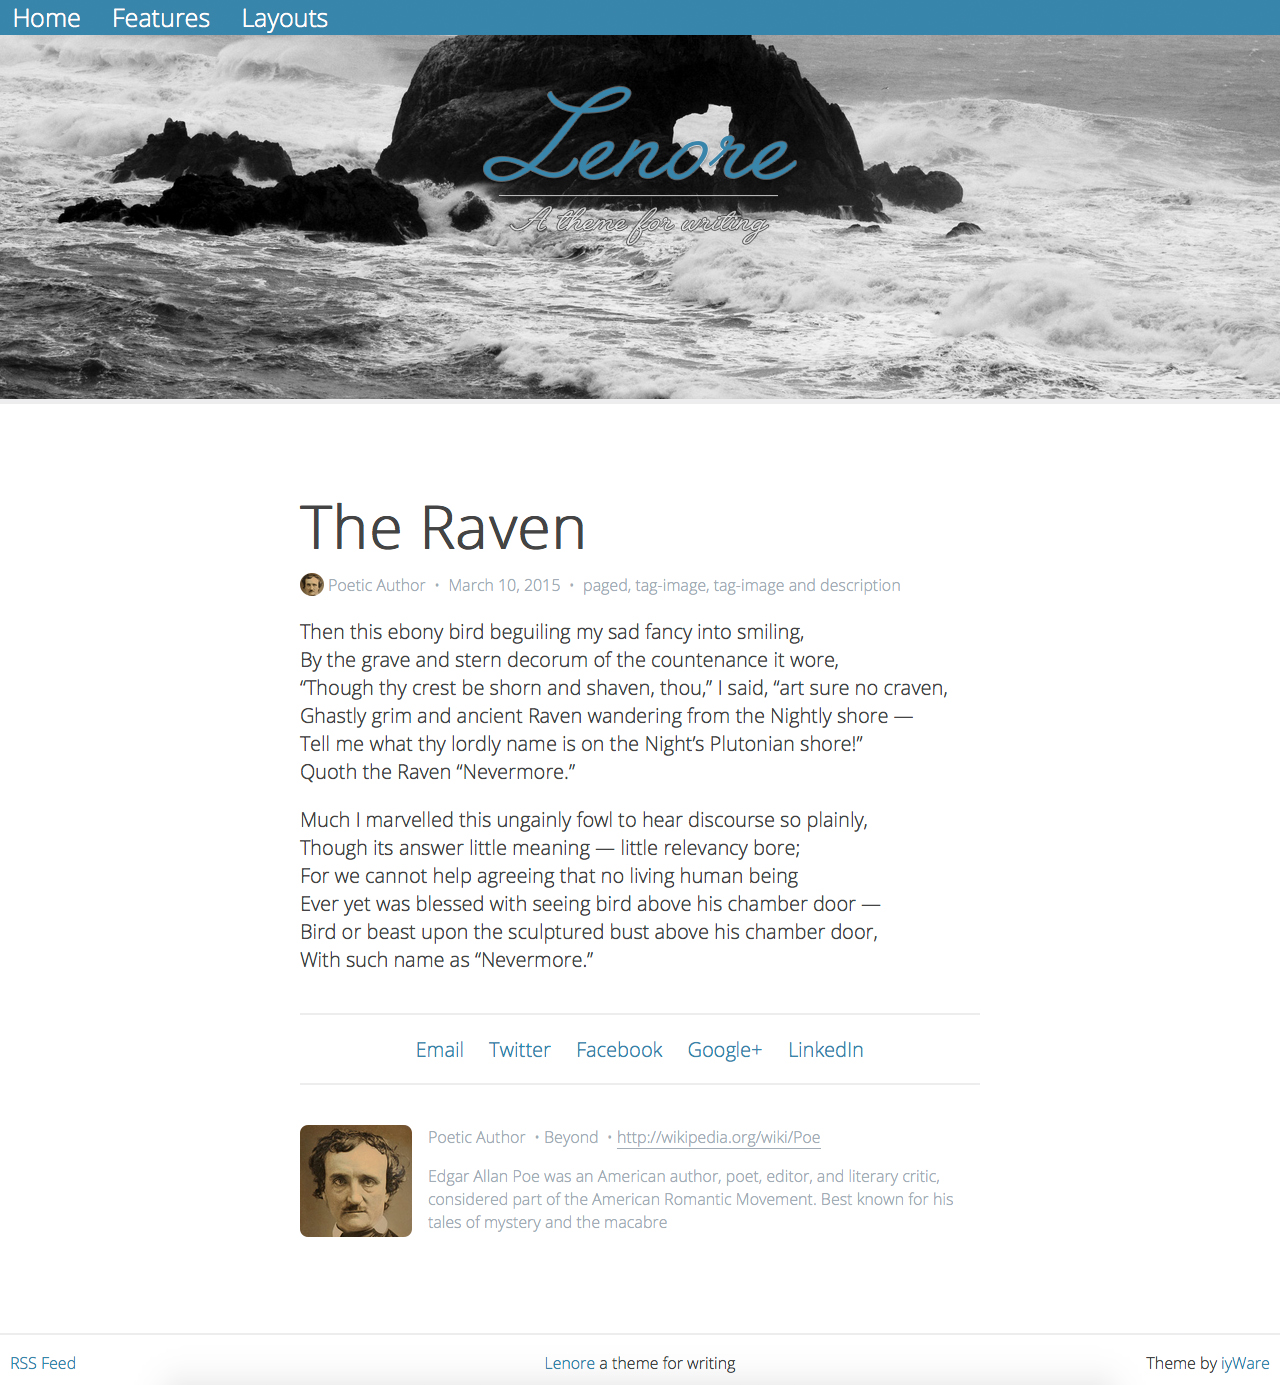 Home Features Layouts
Lenore
A theme for writing
The Raven
Poetic Author • March 10, 2015 • paged, tag-image, tag-image and description
Then this ebony bird beguiling my sad fancy into smiling,
By the grave and stern decorum of the countenance it wore,
“Though thy crest be shorn and shaven, thou,” I said, “art sure no craven,
Ghastly grim and ancient Raven wandering from the Nightly shore —
Tell me what thy lordly name is on the Night’s Plutonian shore!”
Quoth the Raven “Nevermore.”
Much I marvelled this ungainly fowl to hear discourse so plainly,
Though its answer little meaning — little relevancy bore;
For we cannot help agreeing that no living human being
Ever yet was blessed with seeing bird above his chamber door —
Bird or beast upon the sculptured bust above his chamber door,
With such name as “Nevermore.”
Email Twitter Facebook Google+ LinkedIn
Poetic Author • Beyond • http://wikipedia.org/wiki/Poe
Edgar Allan Poe was an American author, poet, editor, and literary critic,
considered part of the American Romantic Movement. Best known for his
tales of mystery and the macabre
RSS Feed Lenore a theme for writing Theme by iyWare